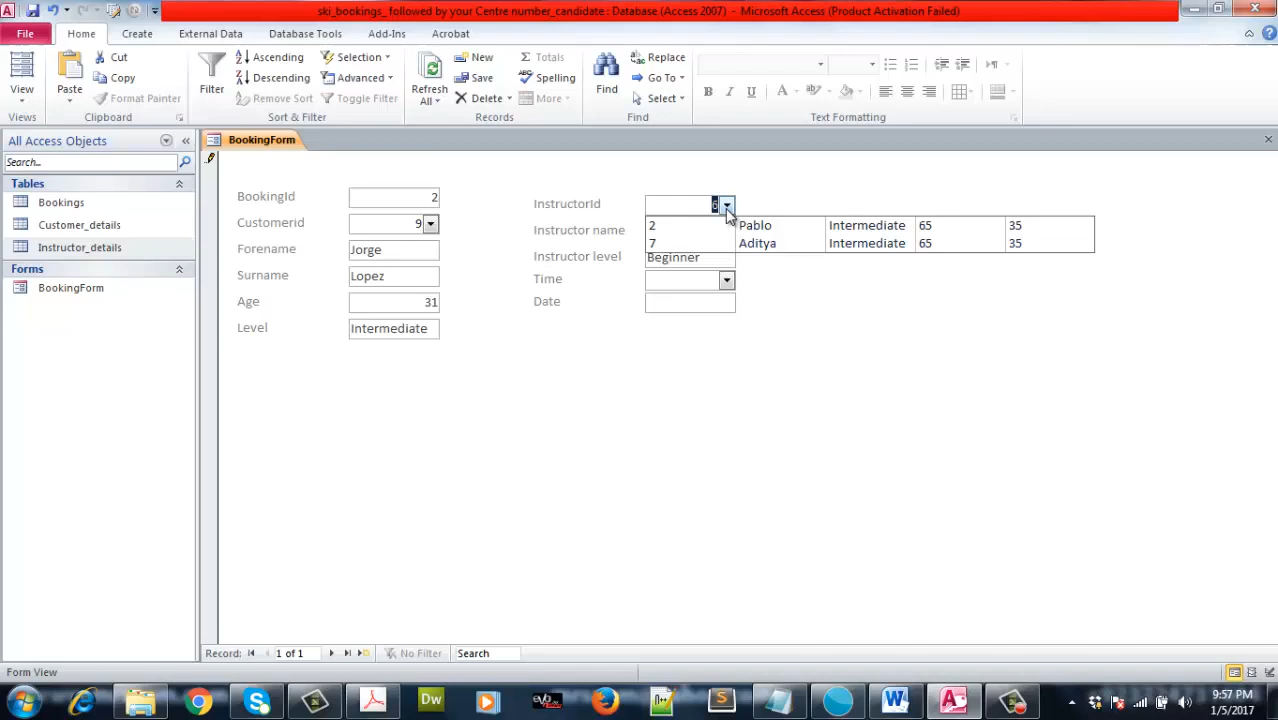 ski_bookings_ followed by your Centre number_candidate : Database (Access 2007) - Microsoft Access (Product Activation Failed)
File Home Create External Data Database Tools Add-Ins Acrobat
View
Views
Paste
Cut
Copy
Format Painter
Clipboard
Filter
Ascending
Descending
Remove Sort
Selection
Advanced
Toggle Filter
Sort & Filter
Refresh All
New
Save
Delete
Totals
Spelling
More
Records
Find
Replace
Go To
Select
Find
B I U A
Text Formatting
All Access Objects
Search...
Tables
Bookings
Customer_details
Instructor_details
Forms
BookingForm
BookingForm
BookingId 2
Customerid 9
Forename Jorge
Surname Lopez
Age 31
Level Intermediate
InstructorId 6
2 Pablo Intermediate 65 35
7 Aditya Intermediate 65 35
Instructor name
Instructor level Beginner
Time
Date
Record: 1 of 1 No Filter Search
Form View
9:57 PM
1/5/2017